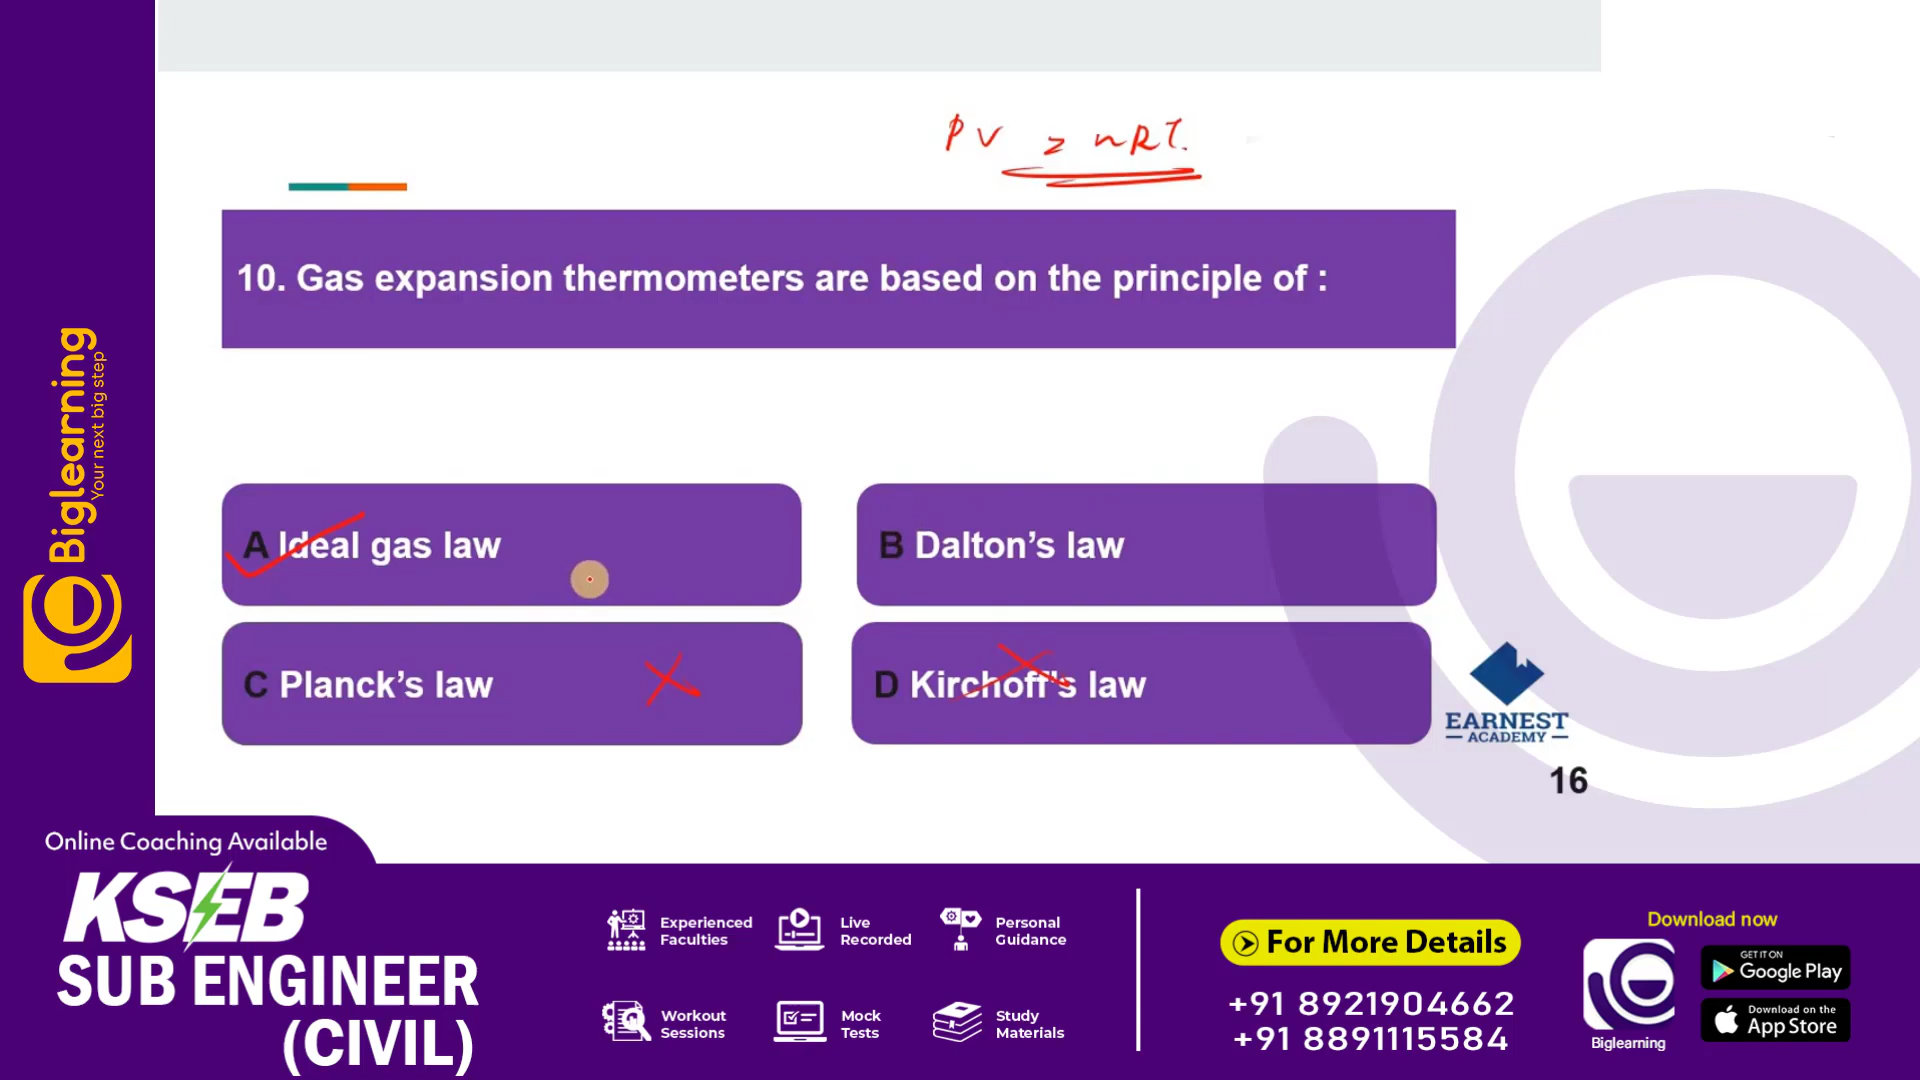 PV = nRT.
10. Gas expansion thermometers are based on the principle of :
A Ideal gas law
B Dalton's law
C Planck's law
D Kirchoff's law
EARNEST
ACADEMY
16
Biglearning
Your next big step
Online Coaching Available
KSEB
SUB ENGINEER
(CIVIL)
Experienced
Faculties
Live
Recorded
Personal
Guidance
Workout
Sessions
Mock
Tests
Study
Materials
For More Details
+91 8921904662
+91 8891115584
Download now
Biglearning
GET IT ON
Google Play
Download on the
App Store